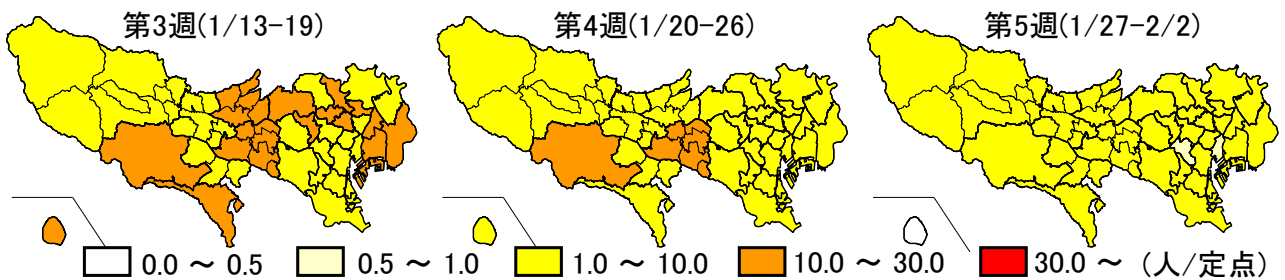 第3週(1/13-19)
第4週(1/20-26)
第5週(1/27-2/2)
0.0 ～ 0.5
0.5 ～ 1.0
1.0 ～ 10.0
10.0 ～ 30.0
30.0 ～
(人/定点)